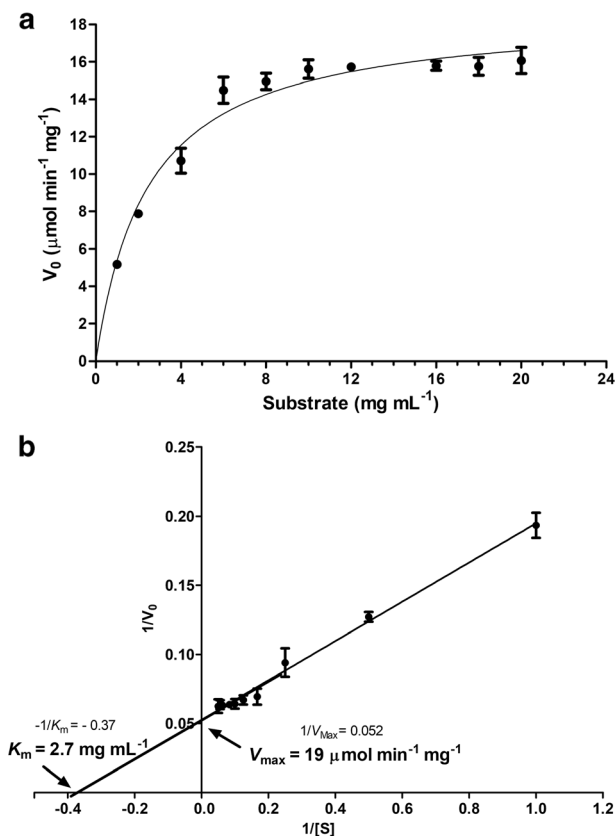 a
18
16
14
12
10
8
6
4
2
0
V₀ (μmol min⁻¹ mg⁻¹)
0 4 8 12 16 20 24
Substrate (mg mL⁻¹)
b
0.25
0.20
0.15
0.10
0.05
1/V₀
-1/Kₘ = - 0.37
Kₘ = 2.7 mg mL⁻¹
1/V_Max = 0.052
V_max = 19 μmol min⁻¹ mg⁻¹
-0.4 -0.2 0.0 0.2 0.4 0.6 0.8 1.0 1.2
1/[S]